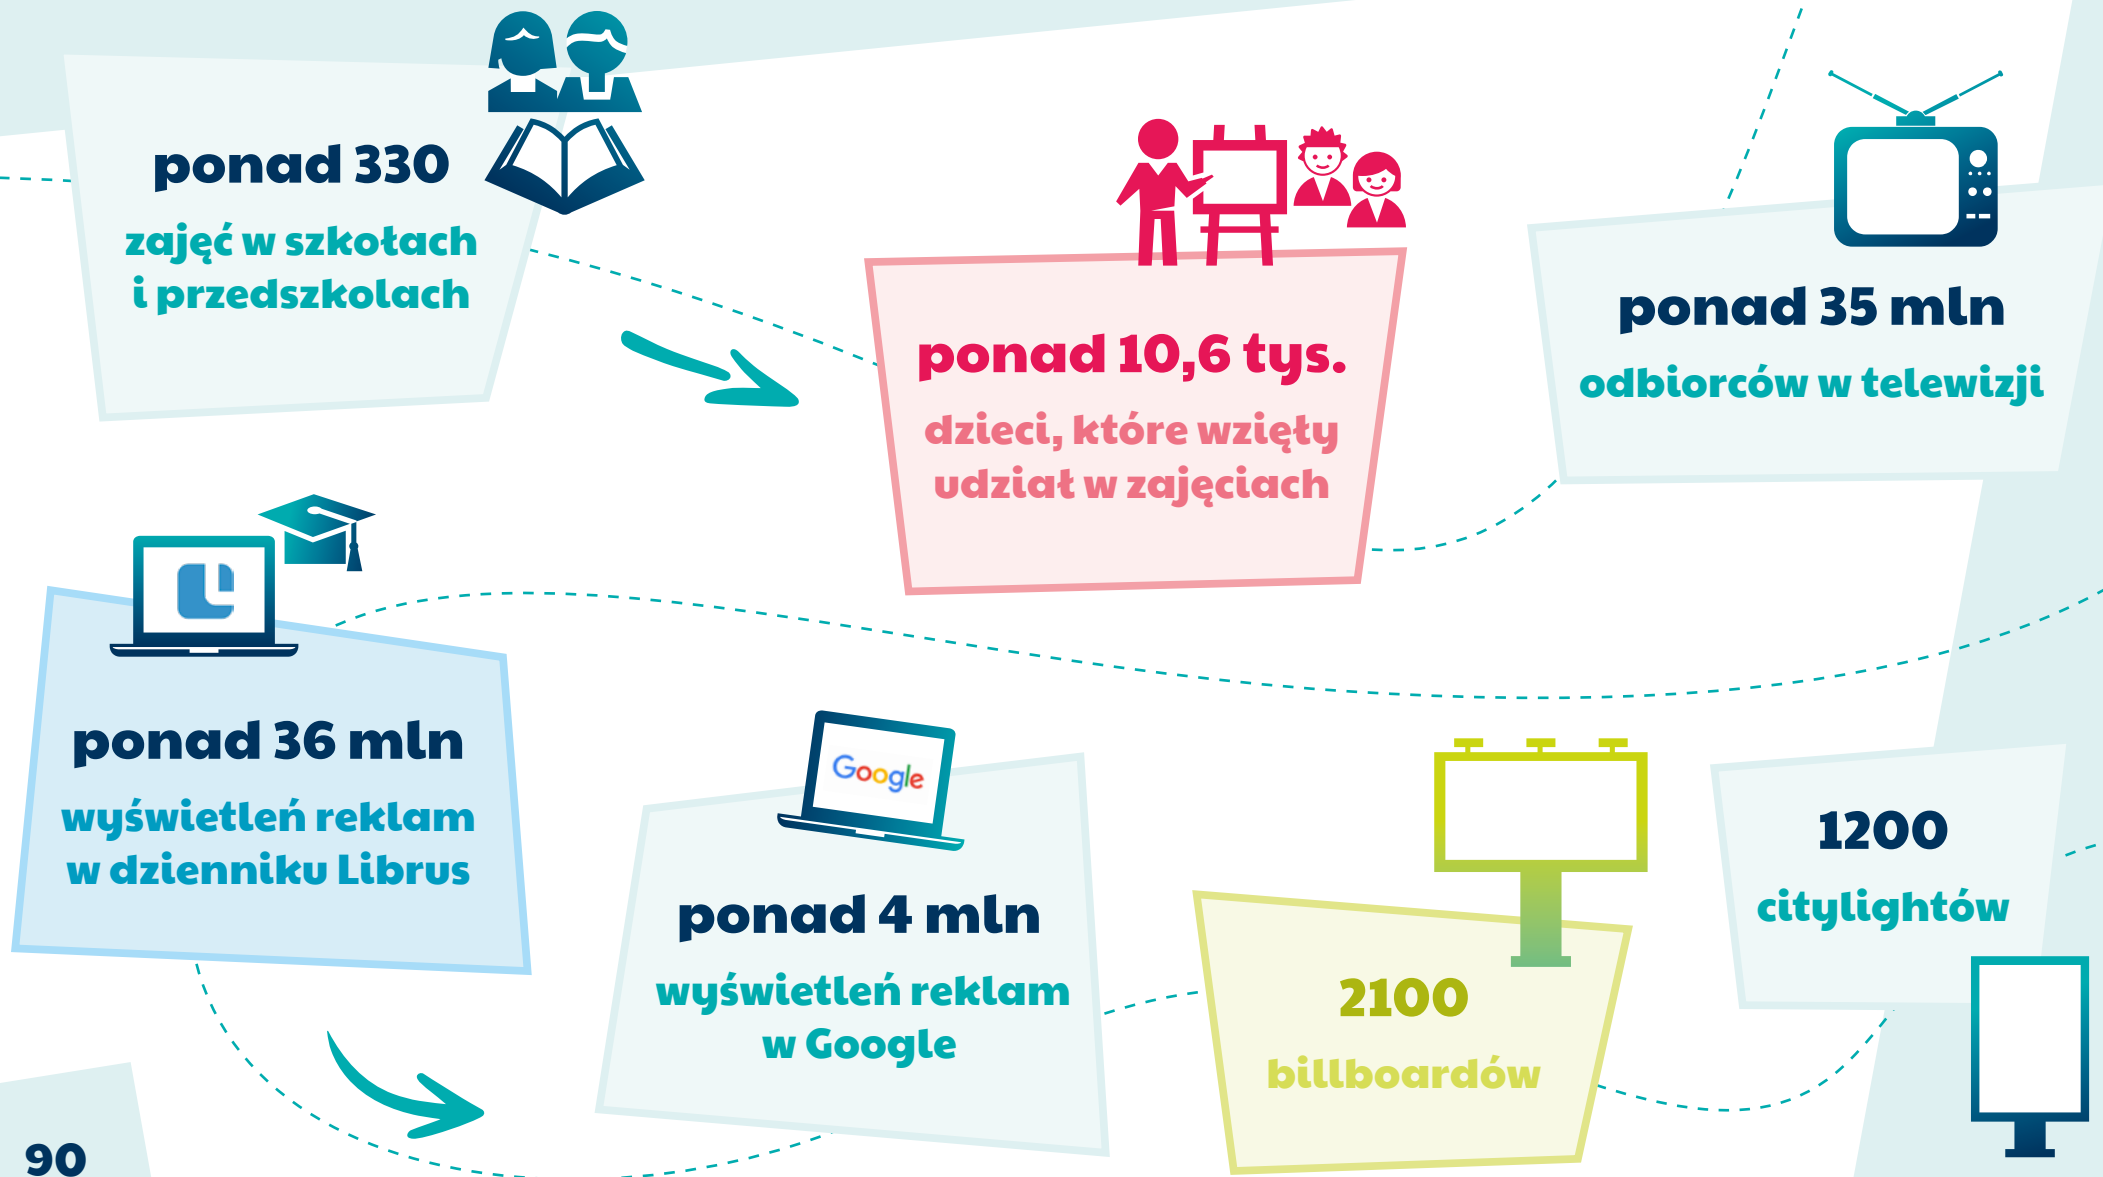 ponad 330
zajęć w szkołach
i przedszkolach
ponad 10,6 tys.
dzieci, które wzięły
udział w zajęciach
ponad 35 mln
odbiorców w telewizji
ponad 36 mln
wyświetleń reklam
w dzienniku Librus
Google
ponad 4 mln
wyświetleń reklam
w Google
2100
billboardów
1200
citylightów
90